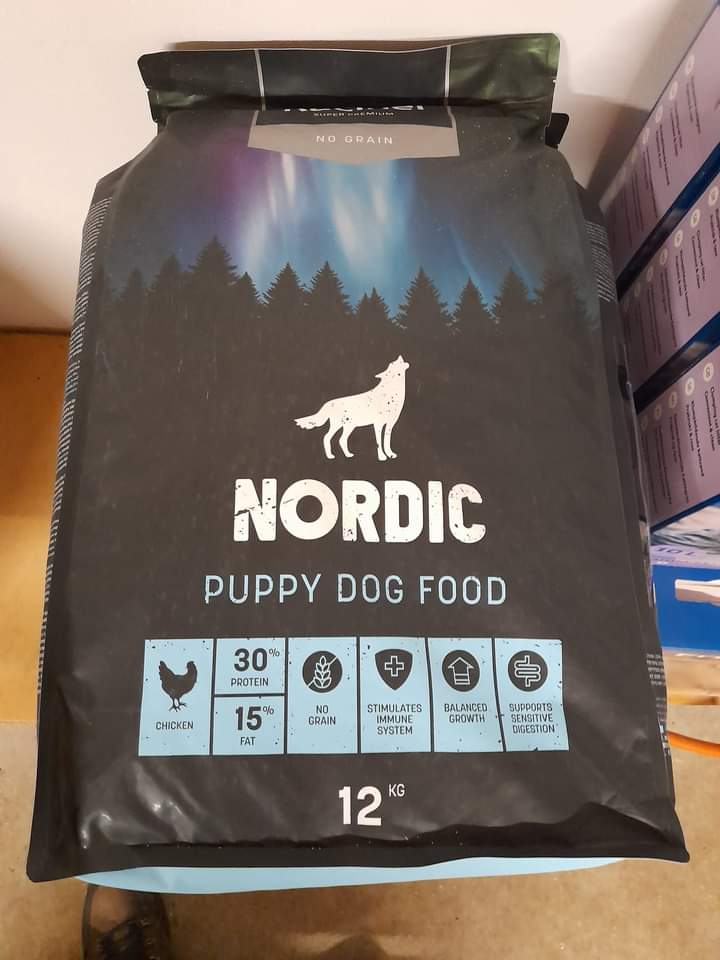 SUPER PREMIUM
NO GRAIN
NORDIC
PUPPY DOG FOOD
CHICKEN
30%
PROTEIN
15%
FAT
NO
GRAIN
STIMULATES
IMMUNE
SYSTEM
BALANCED
GROWTH
SUPPORTS
SENSITIVE
DIGESTION
12 KG